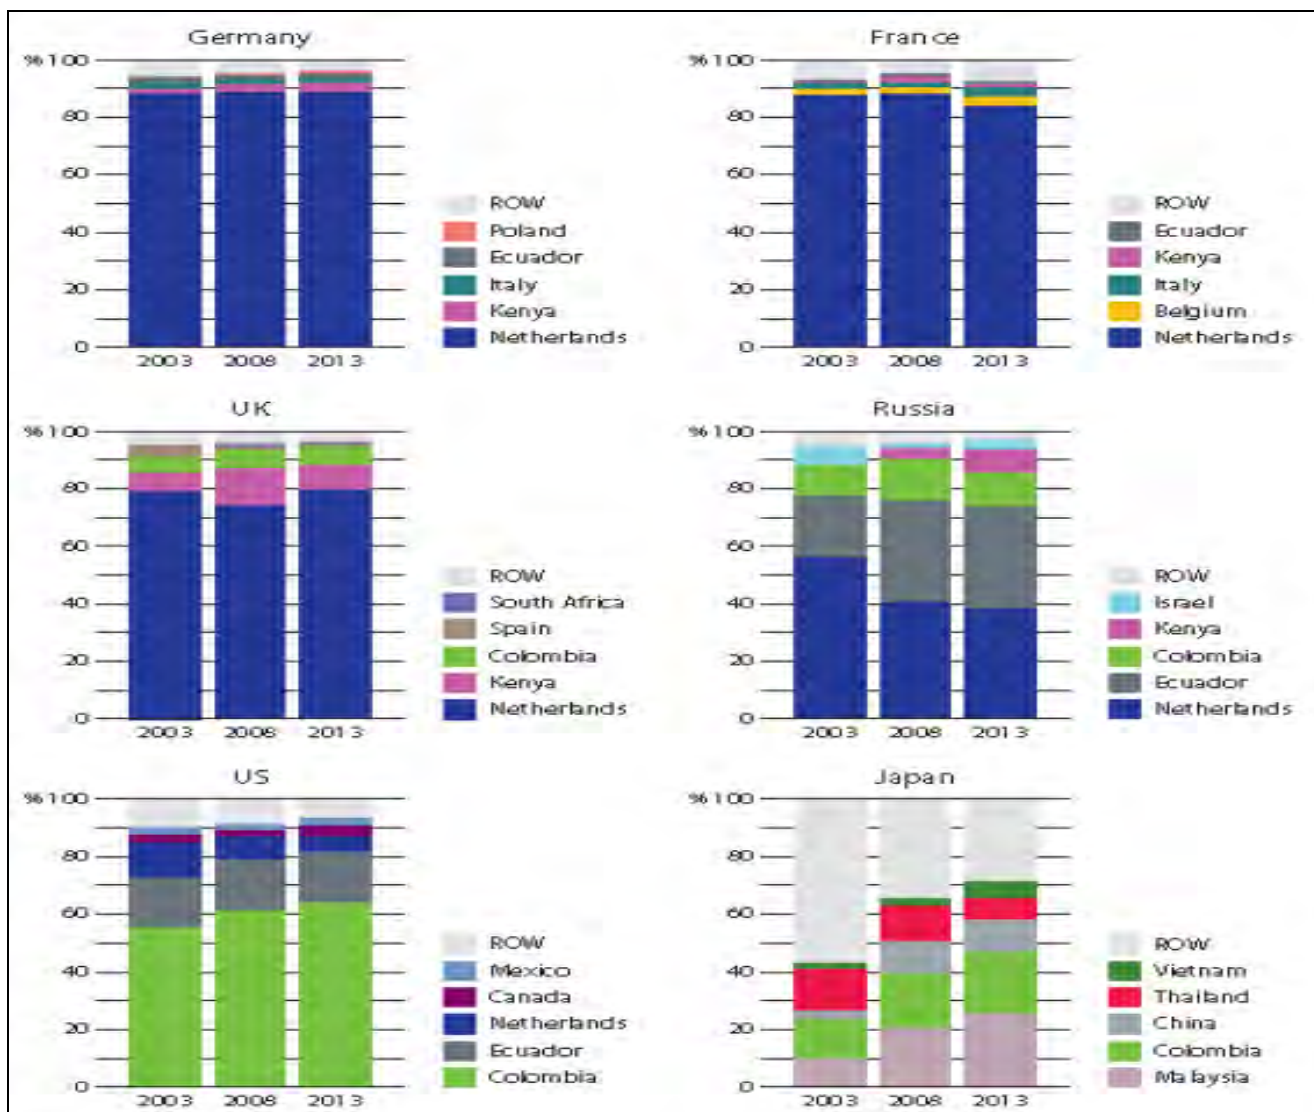 Germany
% 100
80
60
40
20
0
2003 2008 2013
ROW
Poland
Ecuador
Italy
Kenya
Netherlands
France
% 100
80
60
40
20
0
2003 2008 2013
ROW
Ecuador
Kenya
Italy
Belgium
Netherlands
UK
% 100
80
60
40
20
0
2003 2008 2013
ROW
South Africa
Spain
Colombia
Kenya
Netherlands
Russia
% 100
80
60
40
20
0
2003 2008 2013
ROW
Israel
Kenya
Colombia
Ecuador
Netherlands
US
% 100
80
60
40
20
0
2003 2008 2013
ROW
Mexico
Canada
Netherlands
Ecuador
Colombia
Japan
% 100
80
60
40
20
0
2003 2008 2013
ROW
Vietnam
Thailand
China
Colombia
Malaysia